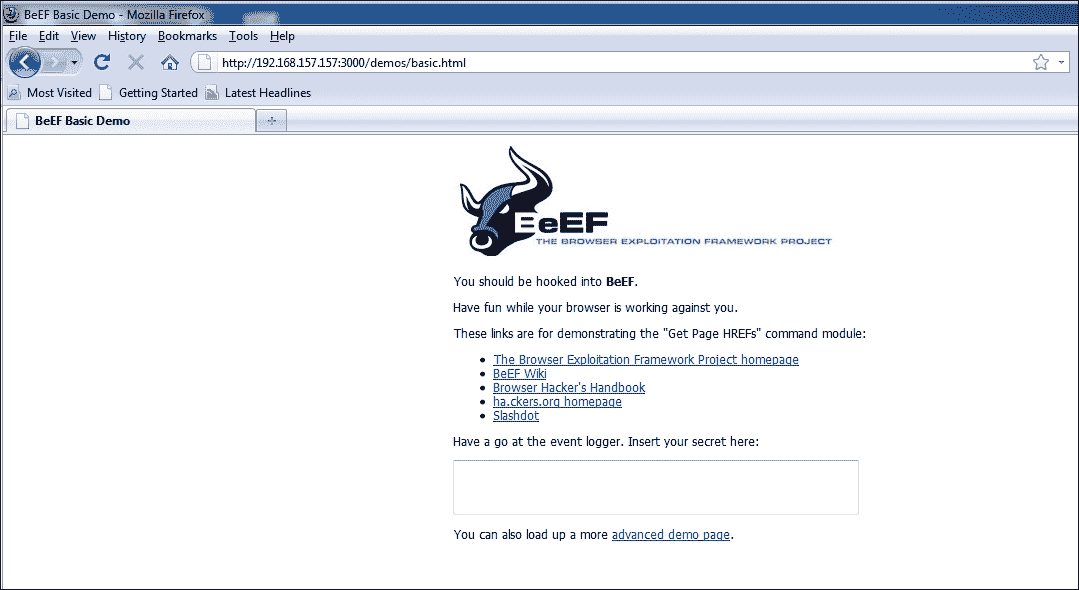 BeEF Basic Demo - Mozilla Firefox
File Edit View History Bookmarks Tools Help
http://192.168.157.157:3000/demos/basic.html
Most Visited Getting Started Latest Headlines
BeEF Basic Demo
BeEF
THE BROWSER EXPLOITATION FRAMEWORK PROJECT
You should be hooked into BeEF.
Have fun while your browser is working against you.
These links are for demonstrating the "Get Page HREFs" command module:
The Browser Exploitation Framework Project homepage
BeEF Wiki
Browser Hacker's Handbook
ha.ckers.org homepage
Slashdot
Have a go at the event logger. Insert your secret here:
You can also load up a more advanced demo page.